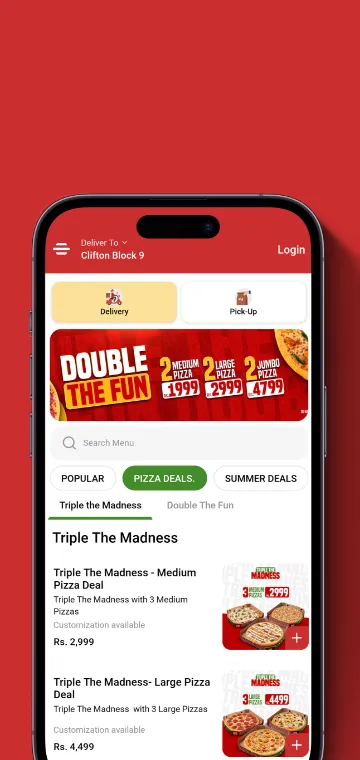 Deliver To
Clifton Block 9
Login
Delivery
Pick-Up
DOUBLE
THE FUN
2 MEDIUM PIZZA
1999
2 LARGE PIZZA
2999
2 JUMBO PIZZA
4799
Search Menu
POPULAR
PIZZA DEALS.
SUMMER DEALS
Triple the Madness
Double The Fun
Triple The Madness
Triple The Madness - Medium
Pizza Deal
Triple The Madness with 3 Medium
Pizzas
Customization available
Rs. 2,999
TRIPLE THE
MADNESS
3 MEDIUM PIZZAS 2999
Triple The Madness- Large Pizza
Deal
Triple The Madness with 3 Large Pizzas
Customization available
Rs. 4,499
TRIPLE THE
MADNESS
3 LARGE PIZZAS 4499